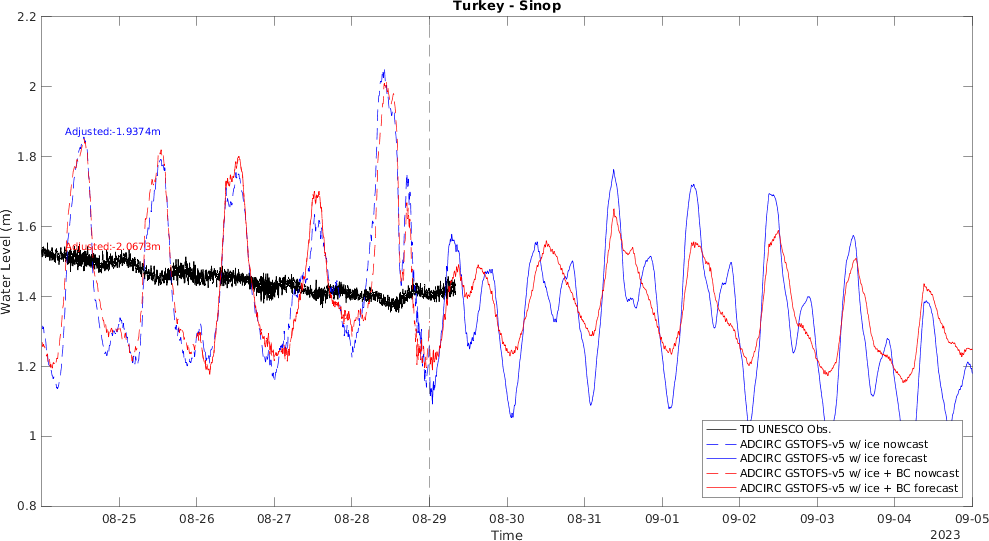 Turkey - Sinop
2.2
2
1.8
1.6
1.4
1.2
1
0.8
Water Level (m)
Adjusted:-1.9374m
Adjusted:-2.0673m
TD UNESCO Obs.
ADCIRC GSTOFS-v5 w/ ice nowcast
ADCIRC GSTOFS-v5 w/ ice forecast
ADCIRC GSTOFS-v5 w/ ice + BC nowcast
ADCIRC GSTOFS-v5 w/ ice + BC forecast
08-25 08-26 08-27 08-28 08-29 08-30 08-31 09-01 09-02 09-03 09-04 09-05
Time
2023